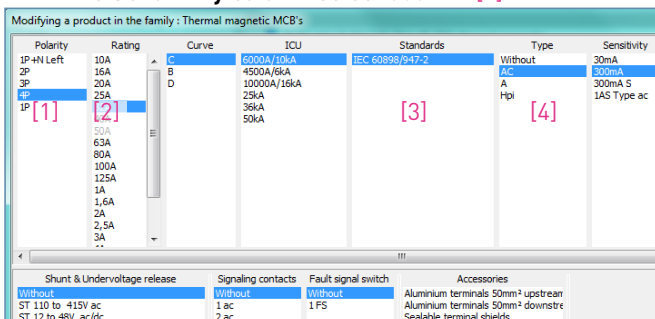 Modifying a product in the family : Thermal magnetic MCB's
Polarity Rating Curve ICU Standards Type Sensitivity
1P+N Left 10A C 6000A/10kA IEC 60898/947-2 Without 30mA
2P 16A B 4500A/6kA AC 300mA
3P 20A D 10000A/16kA A 300mA S
4P 25A 25kA Hpi 1AS Type ac
1P [1] [2] 36kA [3] [4]
50A 50kA
63A
80A
100A
125A
1A
1,6A
2A
2,5A
3A
Shunt & Undervoltage release Signaling contacts Fault signal switch Accessories
Without Without Without Aluminium terminals 50mm² upstream
ST 110 to 415V ac 1 ac 1 FS Aluminium terminals 50mm² downstre
ST 12 to 48V ac/dc 2 ac Sealable terminal shields